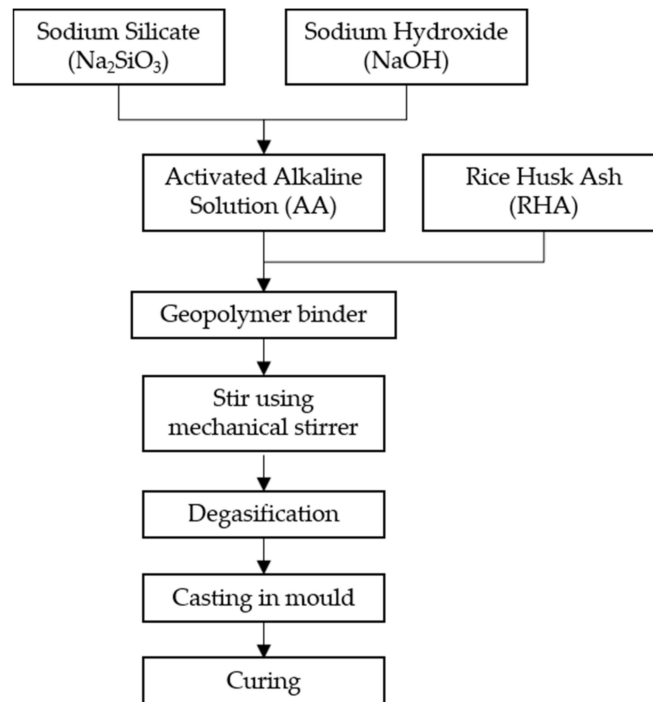 Sodium Silicate
(Na₂SiO₃)
Sodium Hydroxide
(NaOH)
Activated Alkaline
Solution (AA)
Rice Husk Ash
(RHA)
Geopolymer binder
Stir using
mechanical stirrer
Degasification
Casting in mould
Curing